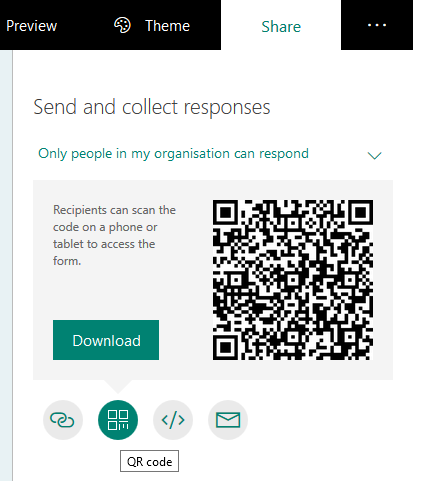 Preview Theme Share ...
Send and collect responses
Only people in my organisation can respond
Recipients can scan the
code on a phone or
tablet to access the
form.
Download
QR code